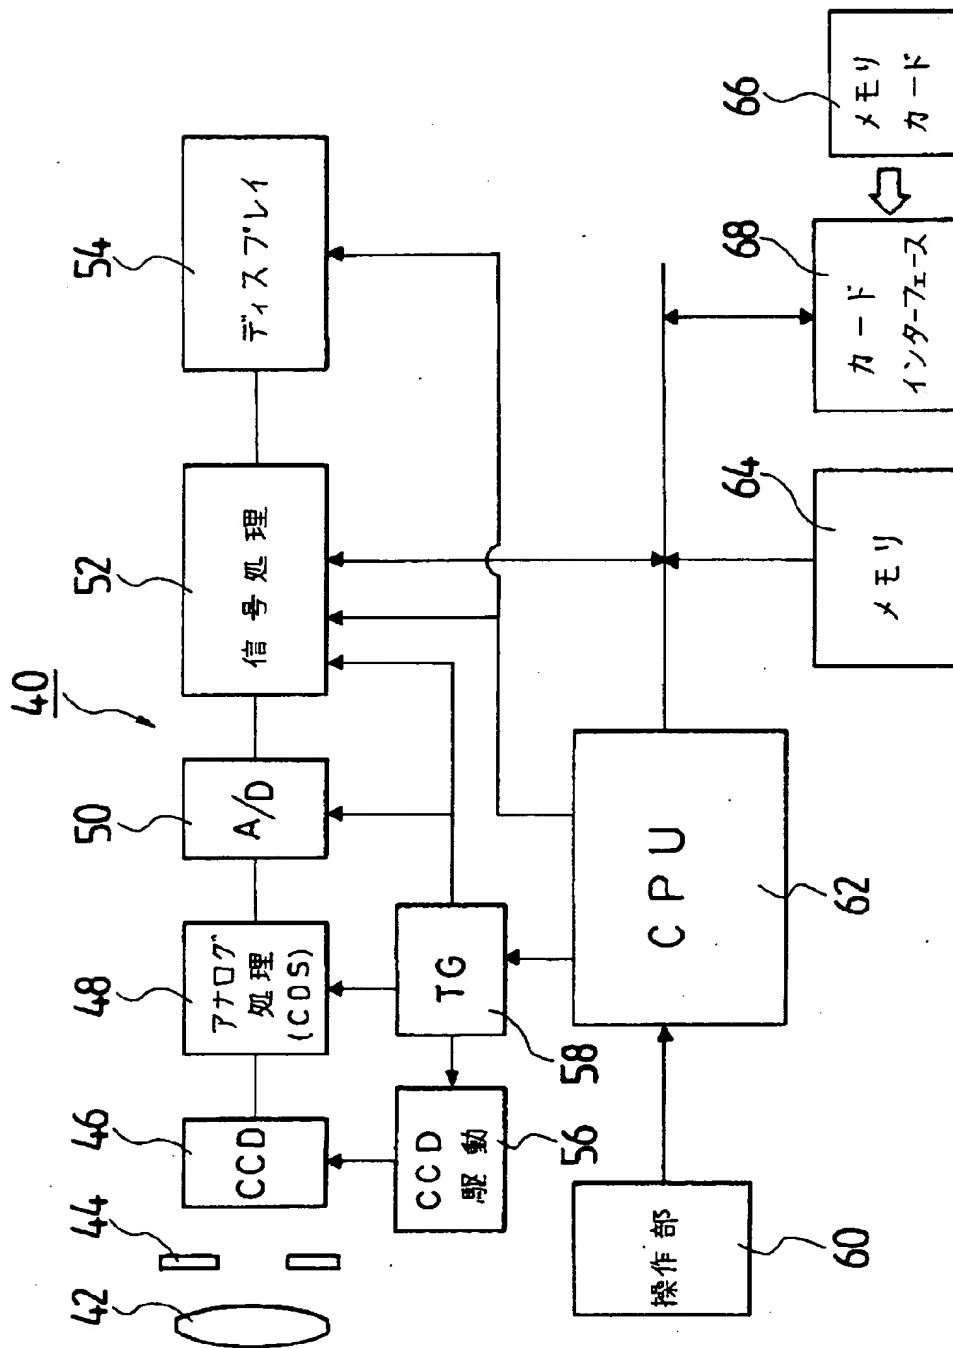 40
42
44
46
CCD
48
アナログ
処理
(CDS)
50
A/D
52
信号処理
54
ディスプレイ
CCD
駆動
56
TG
58
操作部
60
CPU
62
メモリ
64
カード
インターフェース
68
メモリ
カード
66